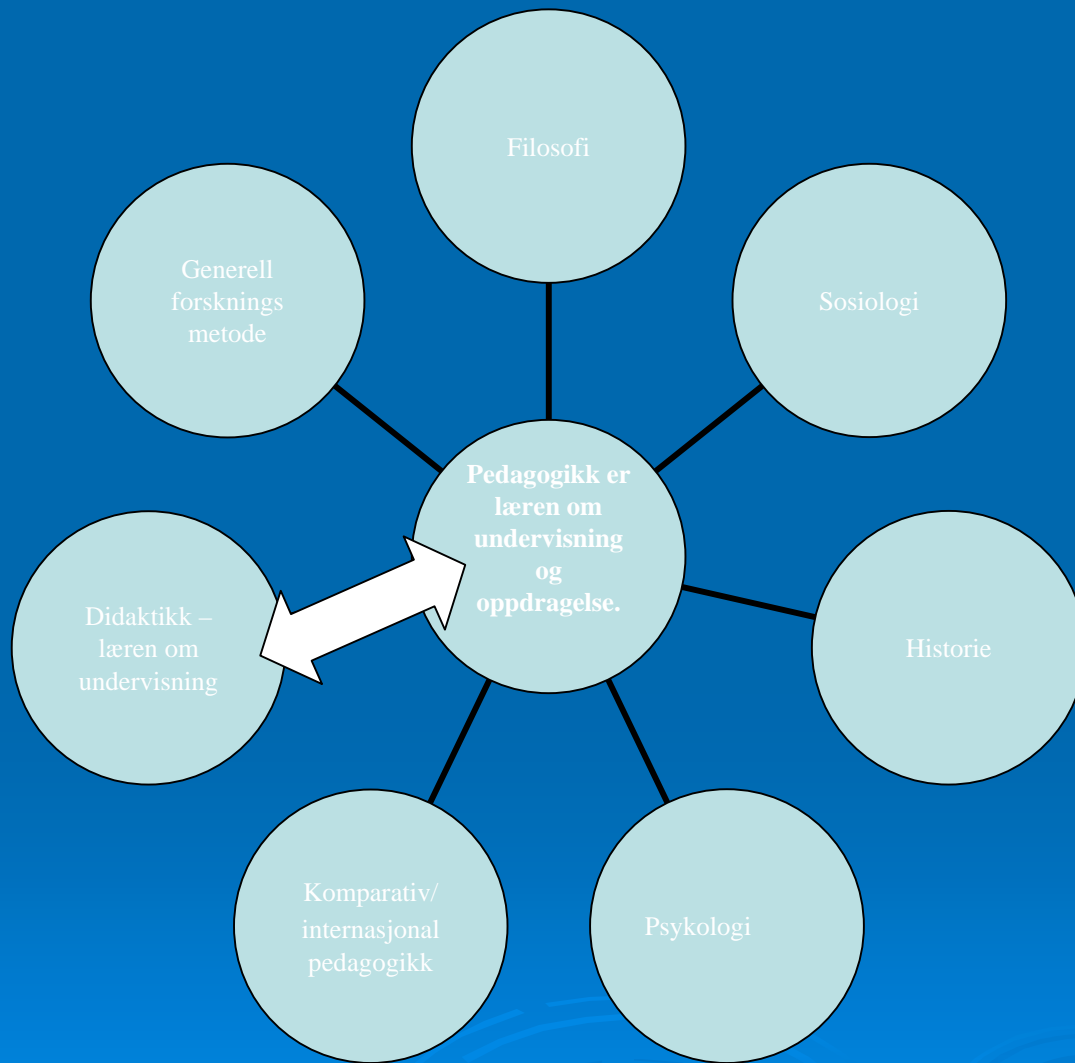 Filosofi
Generell
forsknings
metode
Sosiologi
Pedagogikk er
læren om
undervisning
og
oppdragelse.
Didaktikk –
læren om
undervisning
Historie
Komparativ/
internasjonal
pedagogikk
Psykologi